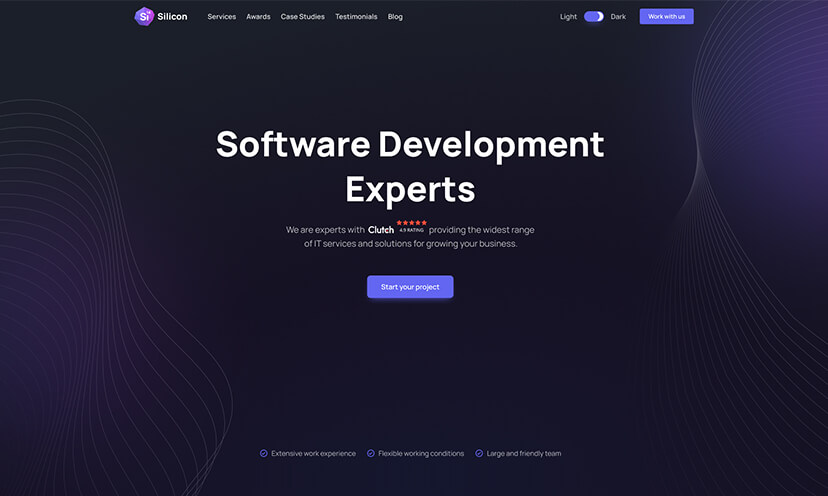 Si Silicon Services Awards Case Studies Testimonials Blog Light Dark Work with us
Software Development
Experts
We are experts with Clutch 4.9 RATING providing the widest range
of IT services and solutions for growing your business.
Start your project
Extensive work experience Flexible working conditions Large and friendly team